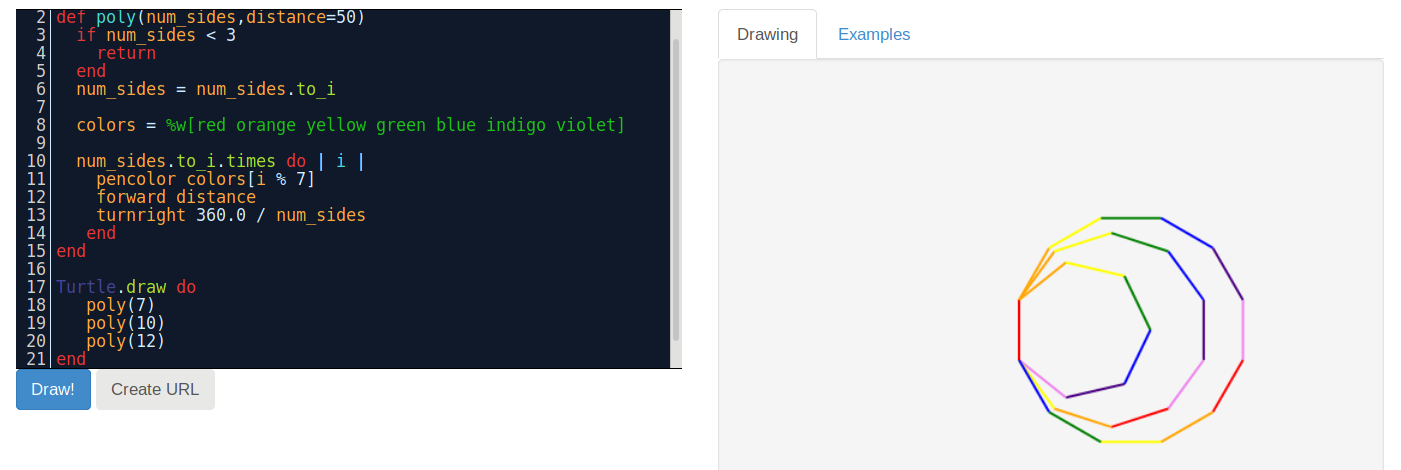 2 def poly(num_sides,distance=50)
3   if num_sides < 3
4     return
5   end
6   num_sides = num_sides.to_i
7
8   colors = %w[red orange yellow green blue indigo violet]
9
10   num_sides.to_i.times do | i |
11     pencolor colors[i % 7]
12     forward distance
13     turnright 360.0 / num_sides
14    end
15 end
16
17 Turtle.draw do
18    poly(7)
19    poly(10)
20    poly(12)
21 end
Draw! Create URL
Drawing Examples